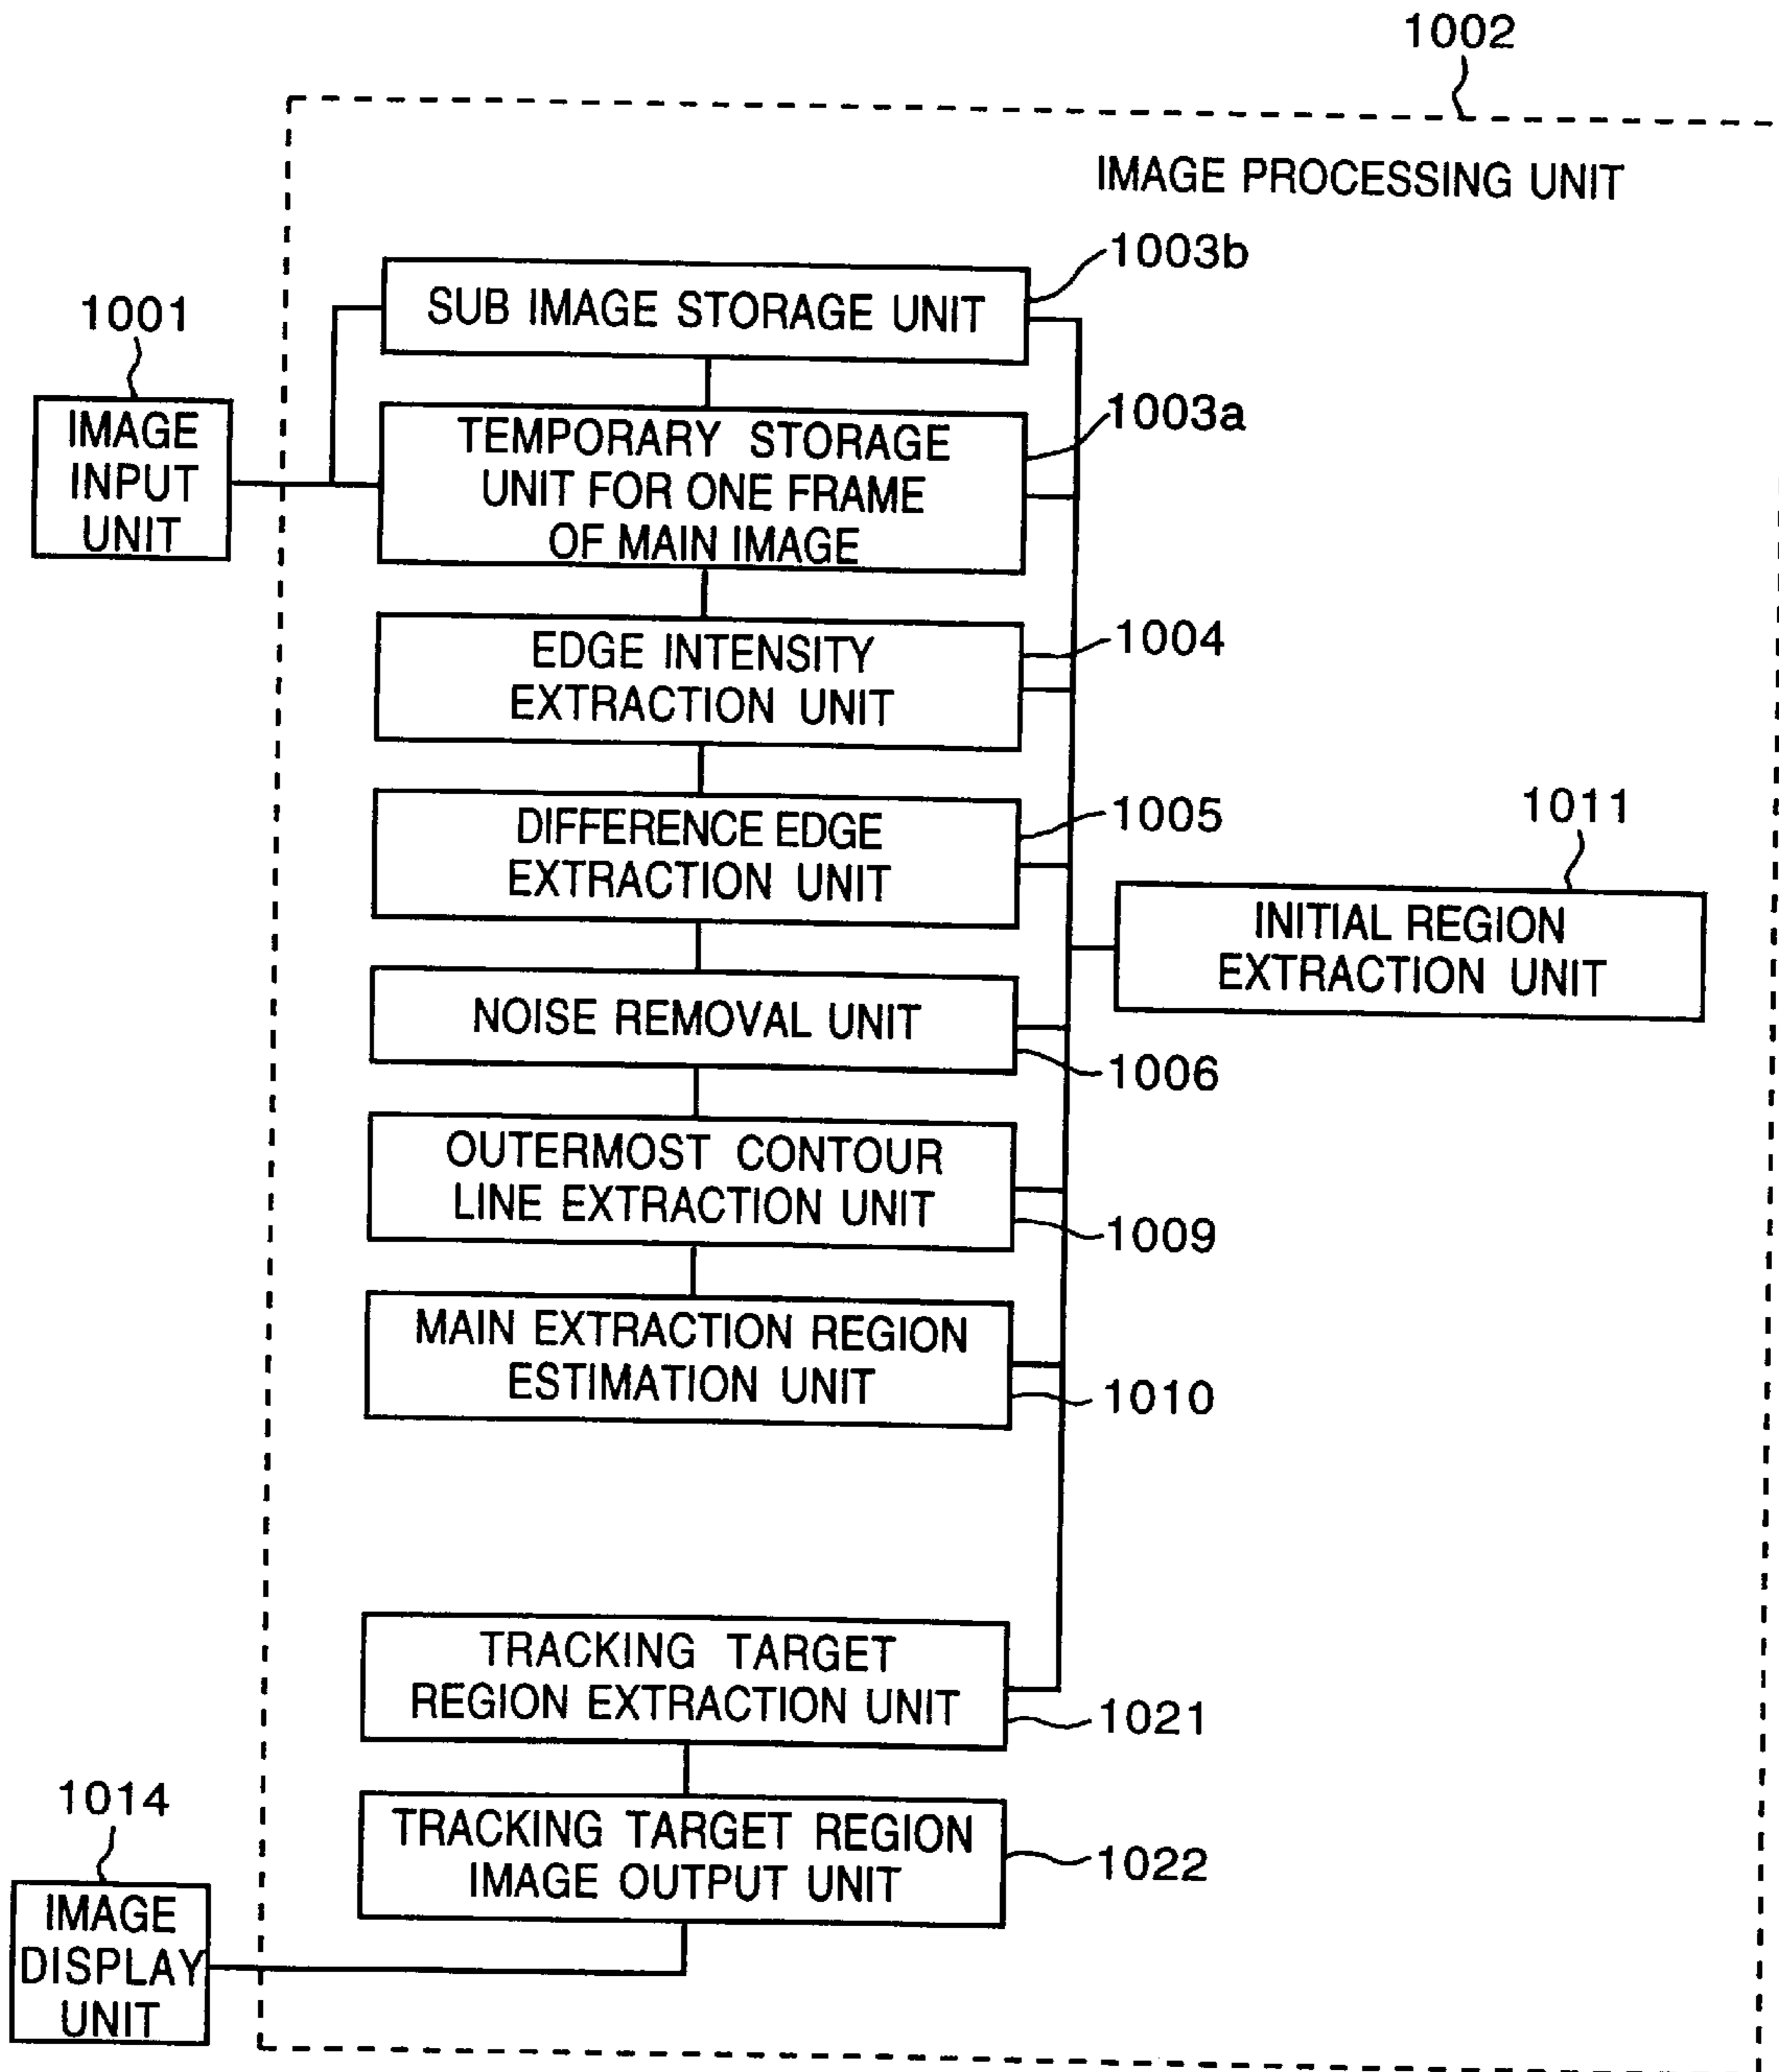 1002
IMAGE PROCESSING UNIT
1003b
SUB IMAGE STORAGE UNIT
1001
IMAGE
INPUT
UNIT
1003a
TEMPORARY STORAGE
UNIT FOR ONE FRAME
OF MAIN IMAGE
1004
EDGE INTENSITY
EXTRACTION UNIT
1005
DIFFERENCE EDGE
EXTRACTION UNIT
1011
INITIAL REGION
EXTRACTION UNIT
NOISE REMOVAL UNIT
1006
OUTERMOST CONTOUR
LINE EXTRACTION UNIT
1009
MAIN EXTRACTION REGION
ESTIMATION UNIT
1010
TRACKING TARGET
REGION EXTRACTION UNIT
1021
1014
IMAGE
DISPLAY
UNIT
TRACKING TARGET REGION
IMAGE OUTPUT UNIT
1022